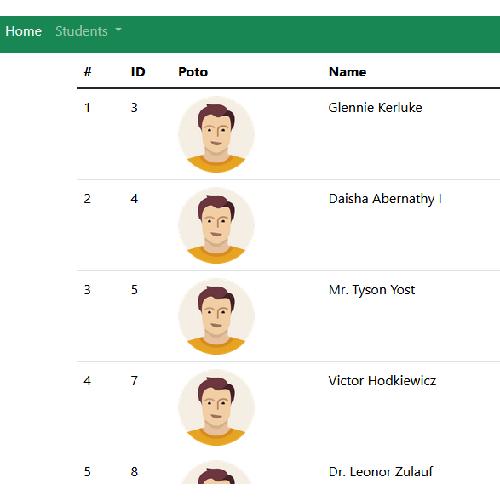 Home Students
# ID Poto Name
1 3 Glennie Kerluke
2 4 Daisha Abernathy I
3 5 Mr. Tyson Yost
4 7 Victor Hodkiewicz
5 8 Dr. Leonor Zulauf